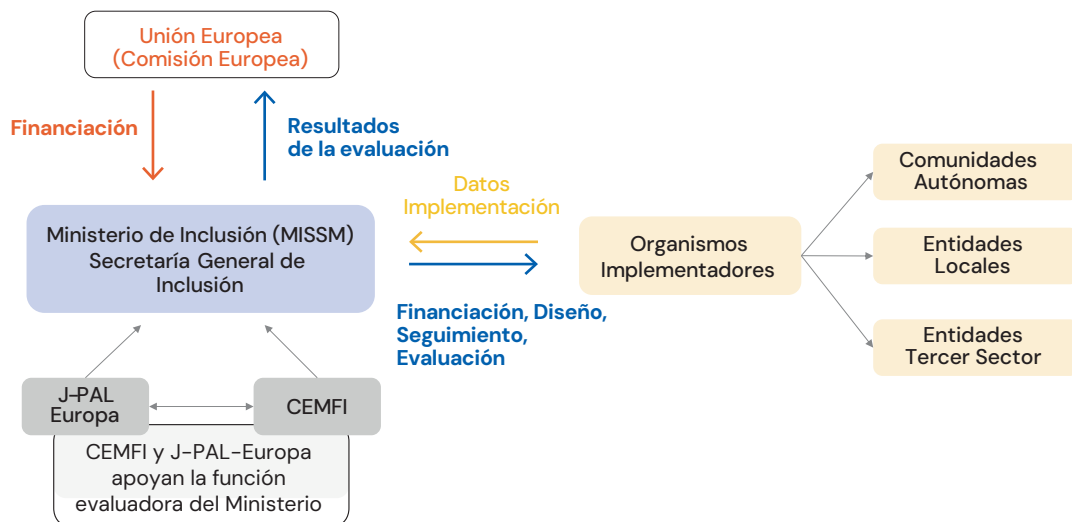 Unión Europea
(Comisión Europea)
Financiación
Resultados
de la evaluación
Datos
Implementación
Ministerio de Inclusión (MISSM)
Secretaría General de
Inclusión
Financiación, Diseño,
Seguimiento,
Evaluación
Organismos
Implementadores
Comunidades
Autónomas
Entidades
Locales
Entidades
Tercer Sector
J-PAL
Europa
CEMFI
CEMFI y J-PAL-Europa
apoyan la función
evaluadora del Ministerio